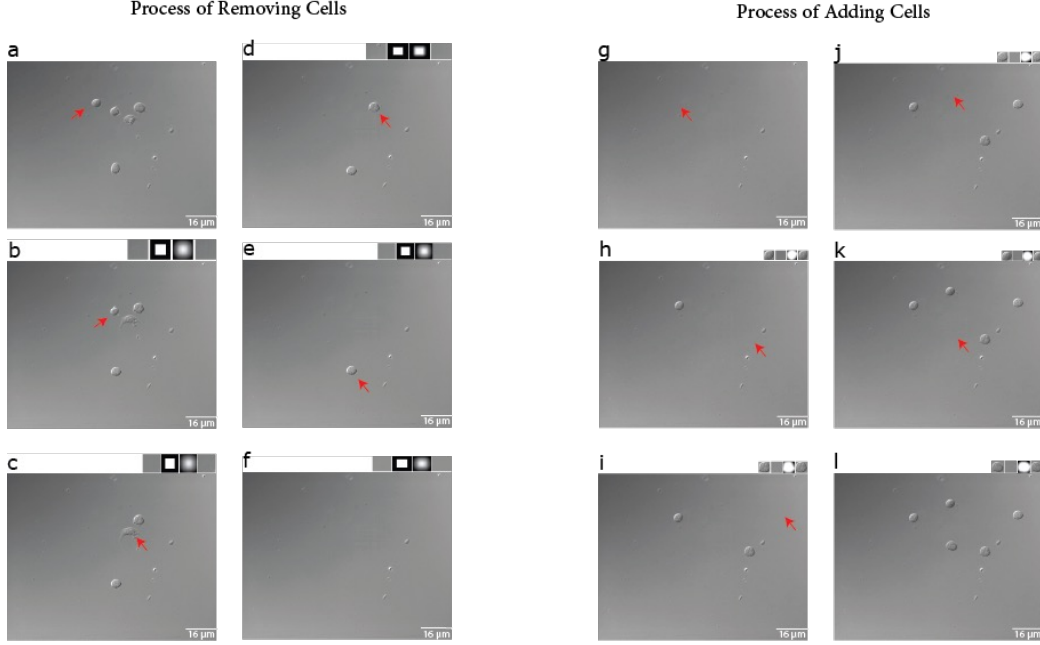 Process of Removing Cells
Process of Adding Cells
a
d
g
j
16 µm
16 µm
16 µm
16 µm
b
e
h
k
16 µm
16 µm
16 µm
16 µm
c
f
i
l
16 µm
16 µm
16 µm
16 µm